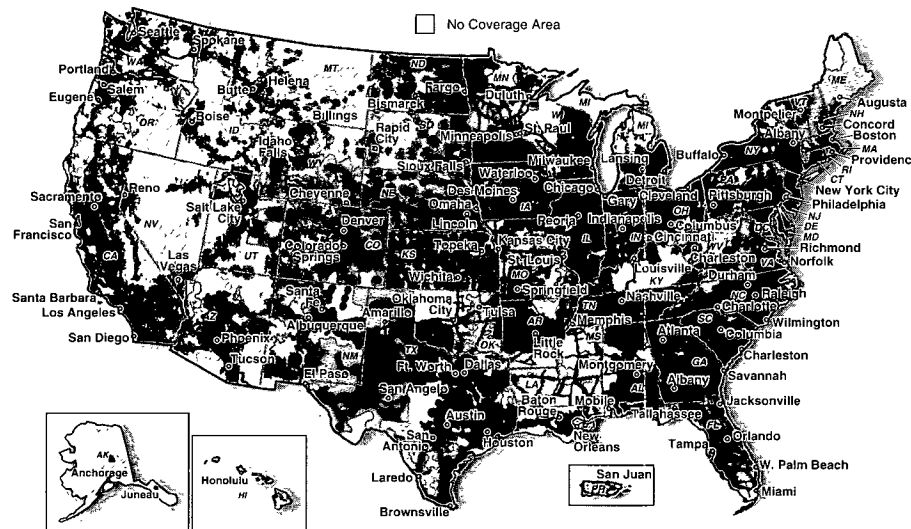 No Coverage Area
Seattle
Spokane
WA
Portland
Salem
Eugene
OR
Butte
Helena
MT
Billings
Boise
ID
Idaho Falls
ND
Fargo
Bismarck
MN
Duluth
Rapid City
SD
Minneapolis
St. Paul
WI
MI
MI
ME
Augusta
VT
Montpelier
NH
Concord
Albany
Boston
MA
Providenc
RI
CT
Buffalo
NY
Lansing
Detroit
Milwaukee
Sioux Falls
Waterloo
WY
Cheyenne
NE
Des Moines
Chicago
Gary
Cleveland
PA
Pittsburgh
New York City
Philadelphia
NJ
DE
MD
DC
Reno
Sacramento
San Francisco
NV
Salt Lake City
UT
Denver
Colorado Springs
CO
Omaha
Lincoln
IA
Peoria
Indianapolis
IL
IN
OH
Columbus
Cincinnati
WV
Charleston
Richmond
VA
Norfolk
CA
Las Vegas
KS
Topeka
Wichita
Kansas City
St. Louis
MO
Springfield
Louisville
KY
Durham
Raleigh
NC
Charlotte
Santa Barbara
Los Angeles
San Diego
AZ
Phoenix
Tucson
Santa Fe
Albuquerque
NM
El Paso
Amarillo
Oklahoma City
Tulsa
OK
AR
Little Rock
Nashville
TN
Memphis
MS
Atlanta
SC
Columbia
Wilmington
Charleston
GA
Savannah
Albany
TX
Ft. Worth
Dallas
San Angelo
LA
Baton Rouge
Montgomery
AL
Mobile
Tallahassee
Jacksonville
Austin
San Antonio
Houston
New Orleans
FL
Orlando
Tampa
W. Palm Beach
Miami
Laredo
Brownsville
AK
Anchorage
Juneau
Honolulu
HI
San Juan
PR